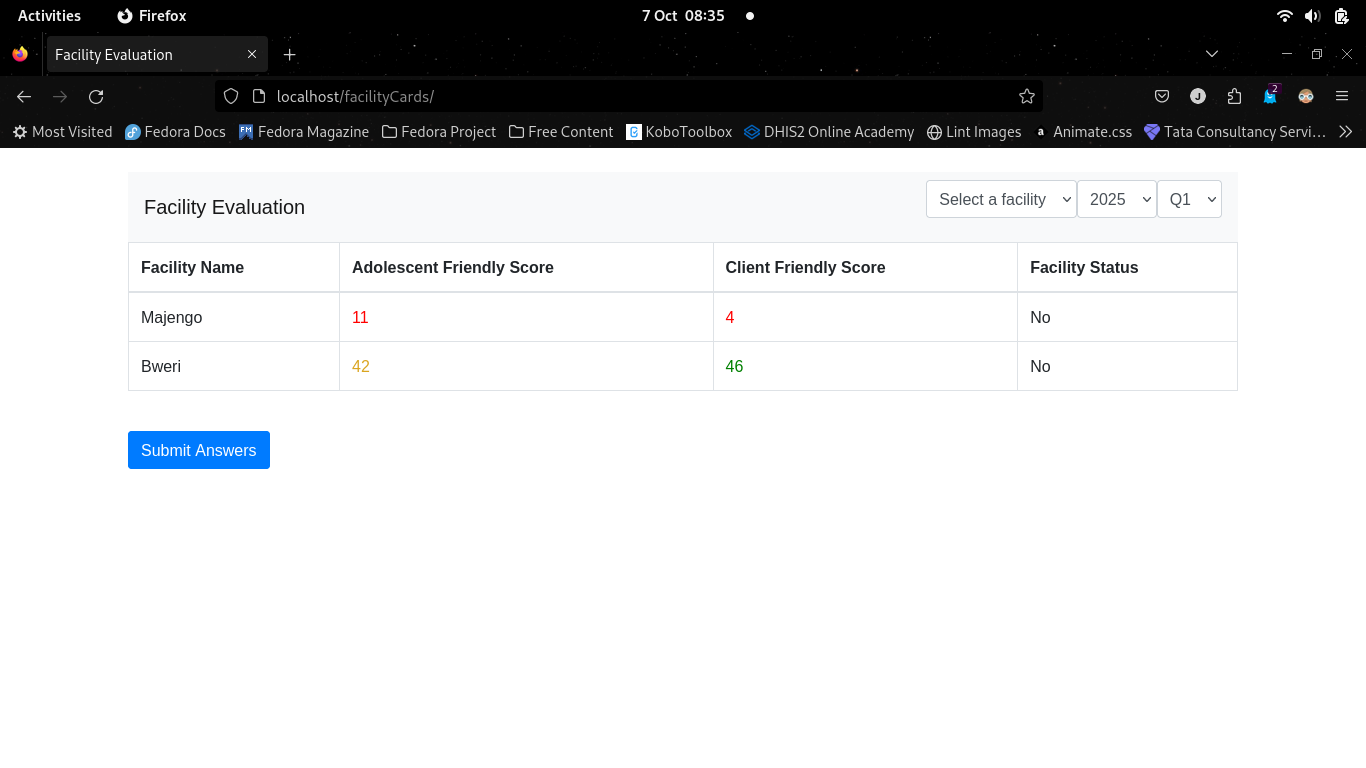 Activities Firefox 7 Oct 08:35
Facility Evaluation
localhost/facilityCards/ J 2
Most Visited Fedora Docs FM Fedora Magazine Fedora Project Free Content KoboToolbox DHIS2 Online Academy Lint Images a Animate.css Tata Consultancy Servi…
Facility Evaluation Select a facility 2025 Q1
Facility Name Adolescent Friendly Score Client Friendly Score Facility Status
Majengo 11 4 No
Bweri 42 46 No
Submit Answers